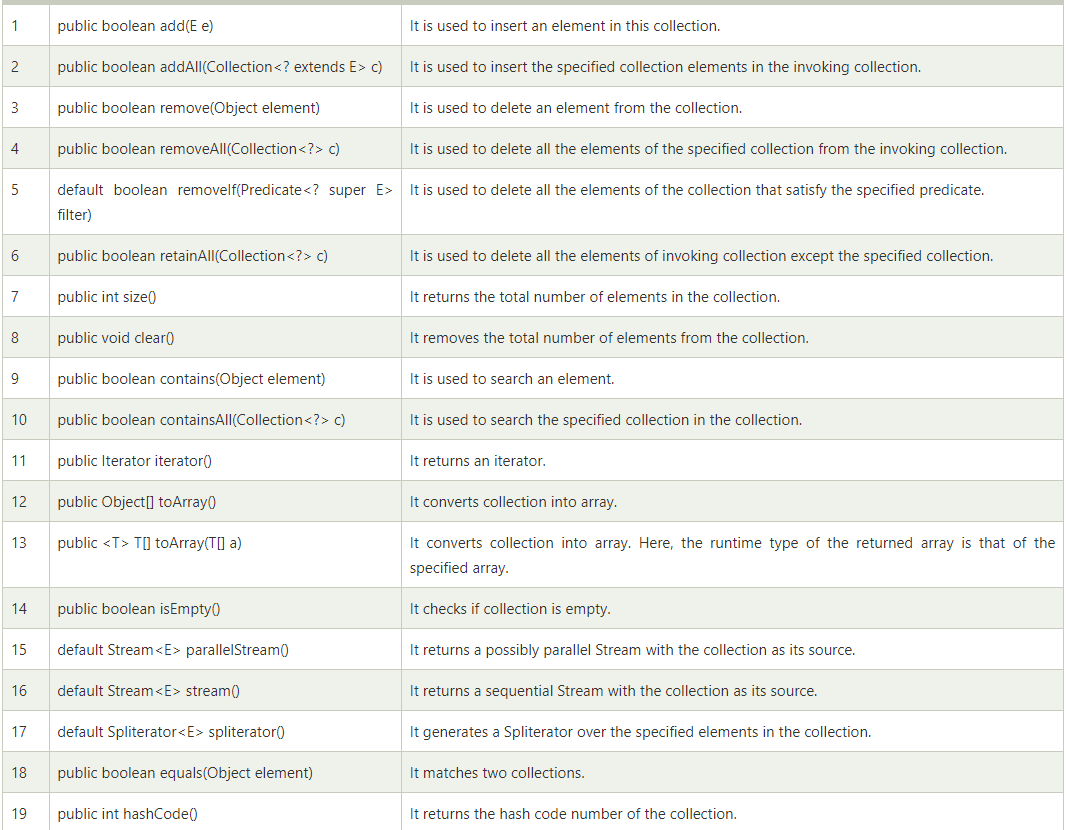 1 public boolean add(E e) It is used to insert an element in this collection.
2 public boolean addAll(Collection<? extends E> c) It is used to insert the specified collection elements in the invoking collection.
3 public boolean remove(Object element) It is used to delete an element from the collection.
4 public boolean removeAll(Collection<?> c) It is used to delete all the elements of the specified collection from the invoking collection.
5 default boolean removeIf(Predicate<? super E> It is used to delete all the elements of the collection that satisfy the specified predicate.
filter)
6 public boolean retainAll(Collection<?> c) It is used to delete all the elements of invoking collection except the specified collection.
7 public int size() It returns the total number of elements in the collection.
8 public void clear() It removes the total number of elements from the collection.
9 public boolean contains(Object element) It is used to search an element.
10 public boolean containsAll(Collection<?> c) It is used to search the specified collection in the collection.
11 public Iterator iterator() It returns an iterator.
12 public Object[] toArray() It converts collection into array.
13 public <T> T[] toArray(T[] a) It converts collection into array. Here, the runtime type of the returned array is that of the
specified array.
14 public boolean isEmpty() It checks if collection is empty.
15 default Stream<E> parallelStream() It returns a possibly parallel Stream with the collection as its source.
16 default Stream<E> stream() It returns a sequential Stream with the collection as its source.
17 default Spliterator<E> spliterator() It generates a Spliterator over the specified elements in the collection.
18 public boolean equals(Object element) It matches two collections.
19 public int hashCode() It returns the hash code number of the collection.